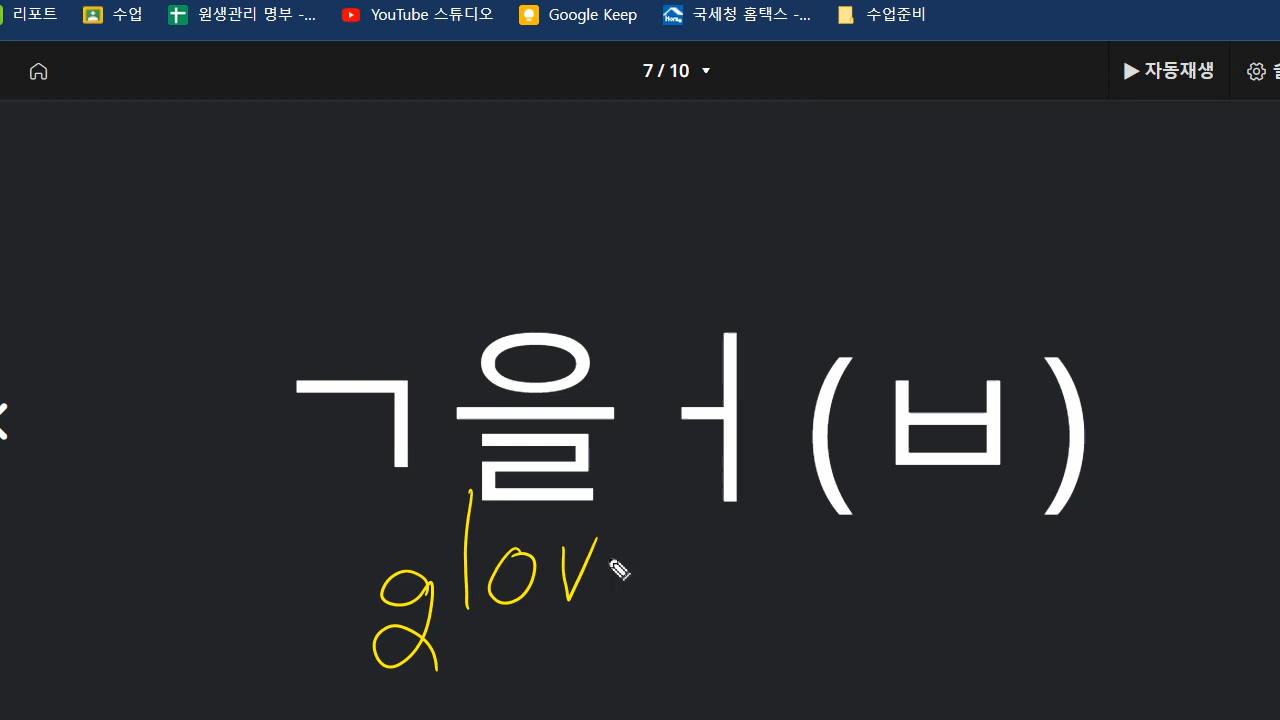 리포트 수업 원생관리 명부 -... YouTube 스튜디오 Google Keep 국세청 홈택스 -... 수업준비
7 / 10 자동재생
ㄱ을ㅓ(ㅂ)
glov